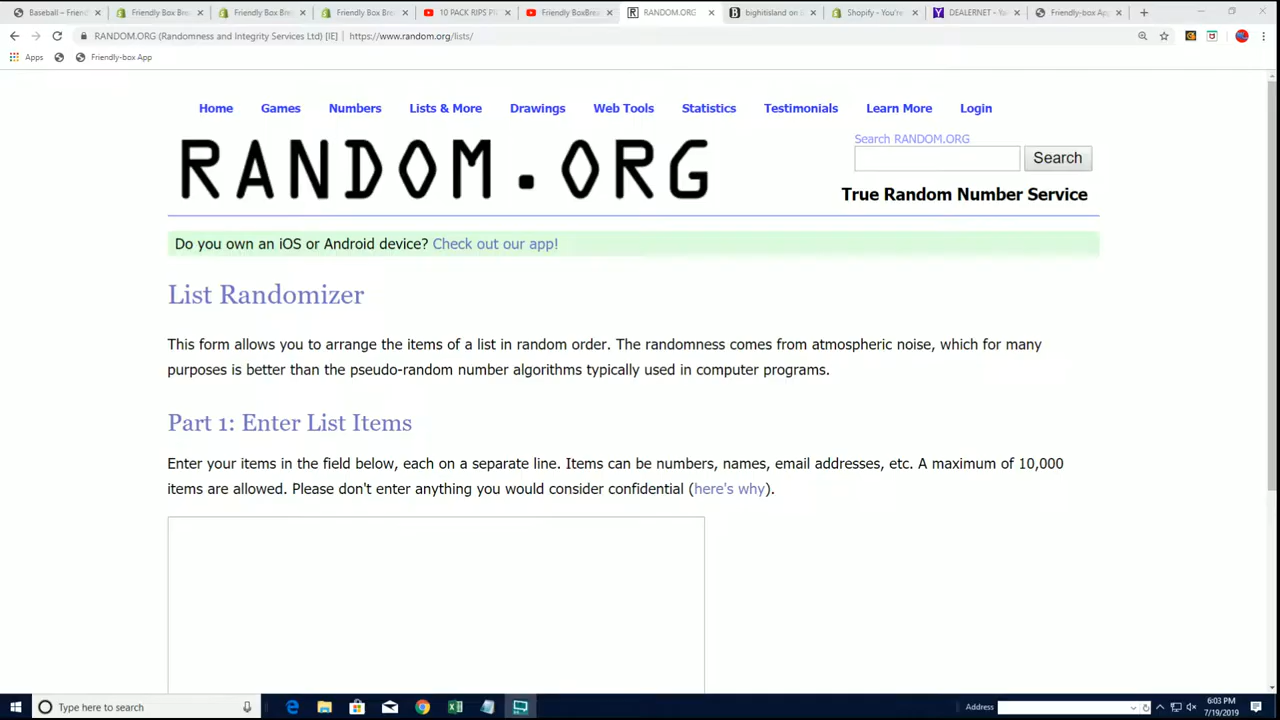 Baseball – Friend
Friendly Box Bre
Friendly Box Bre
Friendly Box Bre
10 PACK RIPS P
Friendly BoxBrea
RANDOM.ORG
bighitisland on
Shopify - You're
DEALERNET - Ya
Friendly-box Ap
RANDOM.ORG (Randomness and Integrity Services Ltd) [IE] | https://www.random.org/lists/
Apps
Friendly-box App
Home Games Numbers Lists & More Drawings Web Tools Statistics Testimonials Learn More Login
RANDOM.ORG
Search RANDOM.ORG
Search
True Random Number Service
Do you own an iOS or Android device? Check out our app!
List Randomizer
This form allows you to arrange the items of a list in random order. The randomness comes from atmospheric noise, which for many
purposes is better than the pseudo-random number algorithms typically used in computer programs.
Part 1: Enter List Items
Enter your items in the field below, each on a separate line. Items can be numbers, names, email addresses, etc. A maximum of 10,000
items are allowed. Please don't enter anything you would consider confidential (here's why).
Type here to search
Address
6:03 PM
7/19/2019